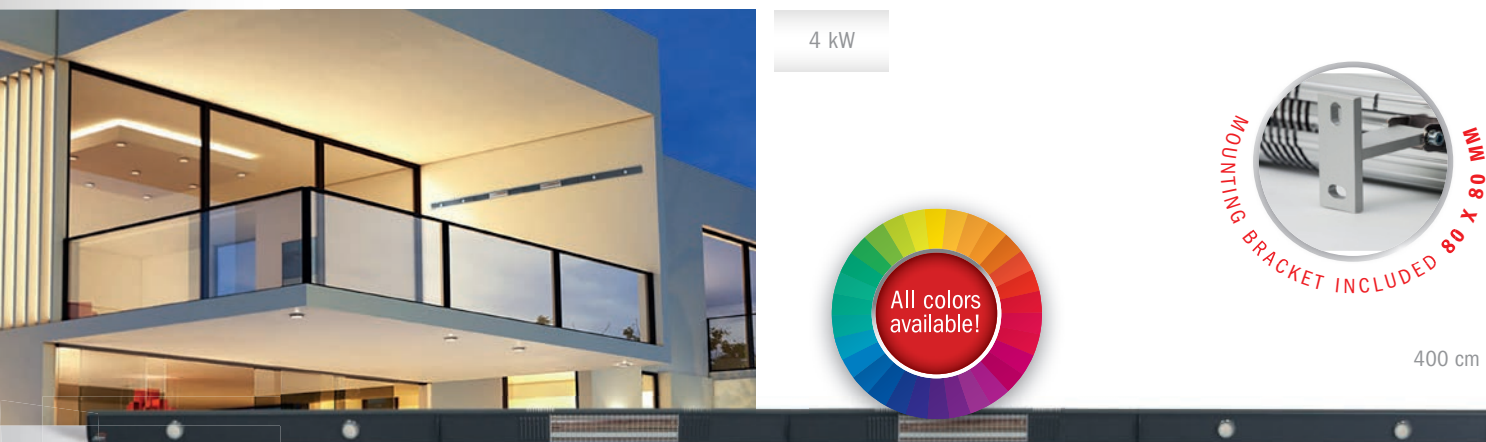 4 kW
MOUNTING BRACKET INCLUDED 80 X 80 MM
All colors
available!
400 cm